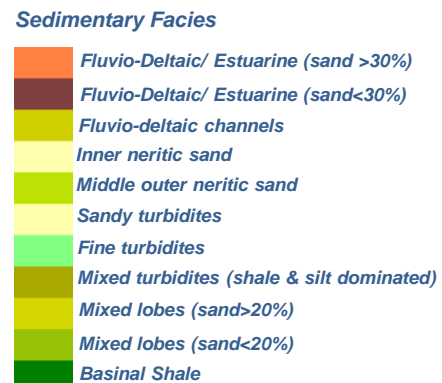 Sedimentary Facies
Fluvio-Deltaic/ Estuarine (sand >30%)
Fluvio-Deltaic/ Estuarine (sand<30%)
Fluvio-deltaic channels
Inner neritic sand
Middle outer neritic sand
Sandy turbidites
Fine turbidites
Mixed turbidites (shale & silt dominated)
Mixed lobes (sand>20%)
Mixed lobes (sand<20%)
Basinal Shale